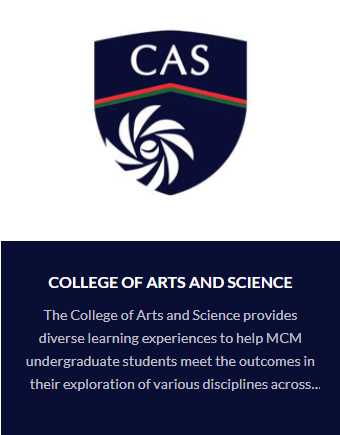 CAS
COLLEGE OF ARTS AND SCIENCE
The College of Arts and Science provides
diverse learning experiences to help MCM
undergraduate students meet the outcomes in
their exploration of various disciplines across...